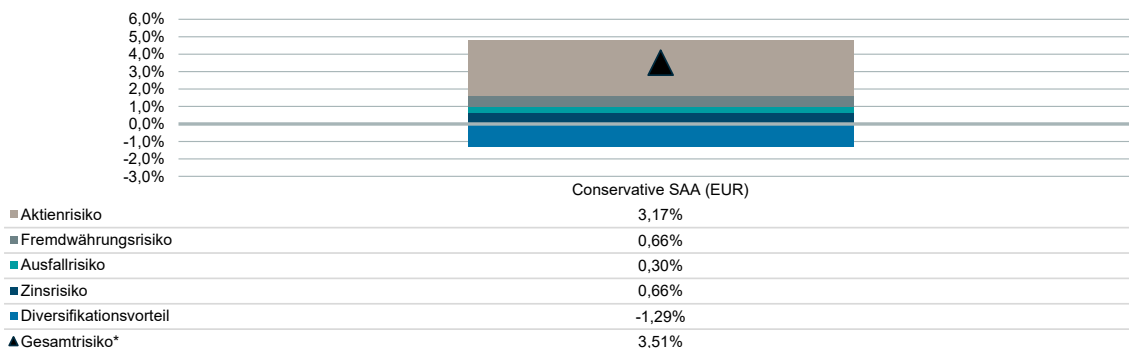 6,0%
5,0%
4,0%
3,0%
2,0%
1,0%
0,0%
-1,0%
-2,0%
-3,0%
Conservative SAA (EUR)
Aktienrisiko 3,17%
Fremdwährungsrisiko 0,66%
Ausfallrisiko 0,30%
Zinsrisiko 0,66%
Diversifikationsvorteil -1,29%
Gesamtrisiko* 3,51%